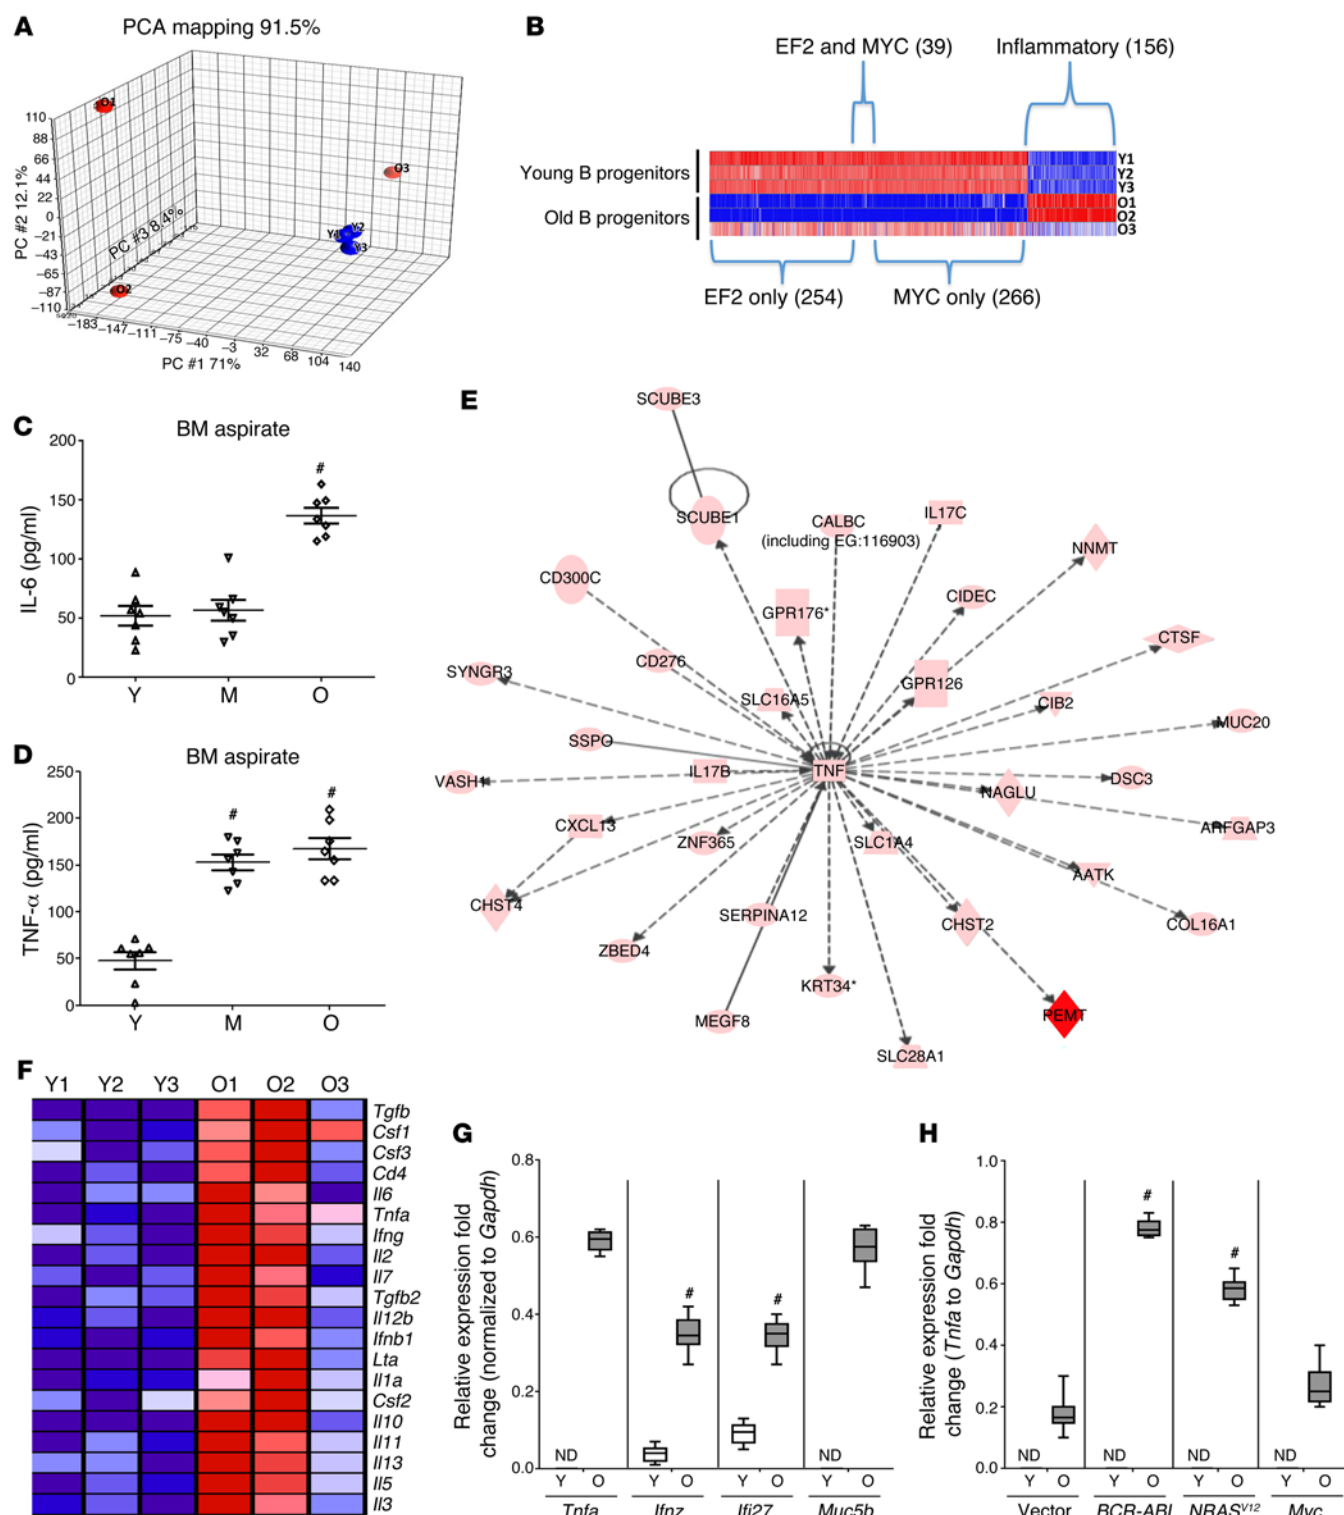 A
PCA mapping 91.5%
O1
O3
Y2
Y1
Y3
O2
110
88
66
44
22
0
−21
−43
−65
−87
−110
PC #2 12.1%
PC #3 8.4%
−183
−147
−111
−75
−40
−3
32
68
104
140
PC #1 71%
B
EF2 and MYC (39)
Inflammatory (156)
Young B progenitors
Old B progenitors
Y1
Y2
Y3
O1
O2
O3
EF2 only (254)
MYC only (266)
C
BM aspirate
200
150
100
50
0
IL-6 (pg/ml)
#
Y M O
D
BM aspirate
250
200
150
100
50
0
TNF-α (pg/ml)
# #
Y M O
E
SCUBE3
SCUBE1
CALBC
(including EG:116903)
IL17C
NNMT
CD300C
GPR176*
CIDEC
CTSF
SYNGR3
CD276
SLC16A5
GPR126
CIB2
MUC20
SSPO
VASH1
IL17B
TNF
NAGLU
DSC3
CXCL13
ZNF365
SLC1A4
ARFGAP3
AATK
CHST4
SERPINA12
CHST2
COL16A1
ZBED4
KRT34*
PEMT
MEGF8
SLC28A1
F
Y1 Y2 Y3 O1 O2 O3
Tgfb
Csf1
Csf3
Cd4
Il6
Tnfa
Ifng
Il2
Il7
Tgfb2
Il12b
Ifnb1
Lta
Il1a
Csf2
Il10
Il11
Il13
Il5
Il3
G
Relative expression fold
change (normalized to Gapdh)
0.8
0.6
0.4
0.2
0.0
# #
ND ND
Y O Y O Y O Y O
Tnfa Ifnz Ifi27 Muc5b
H
Relative expression fold
change (Tnfa to Gapdh)
1.0
0.8
0.6
0.4
0.2
0.0
# #
ND ND ND ND
Y O Y O Y O Y O
Vector BCR-ABL NRASV12 Myc